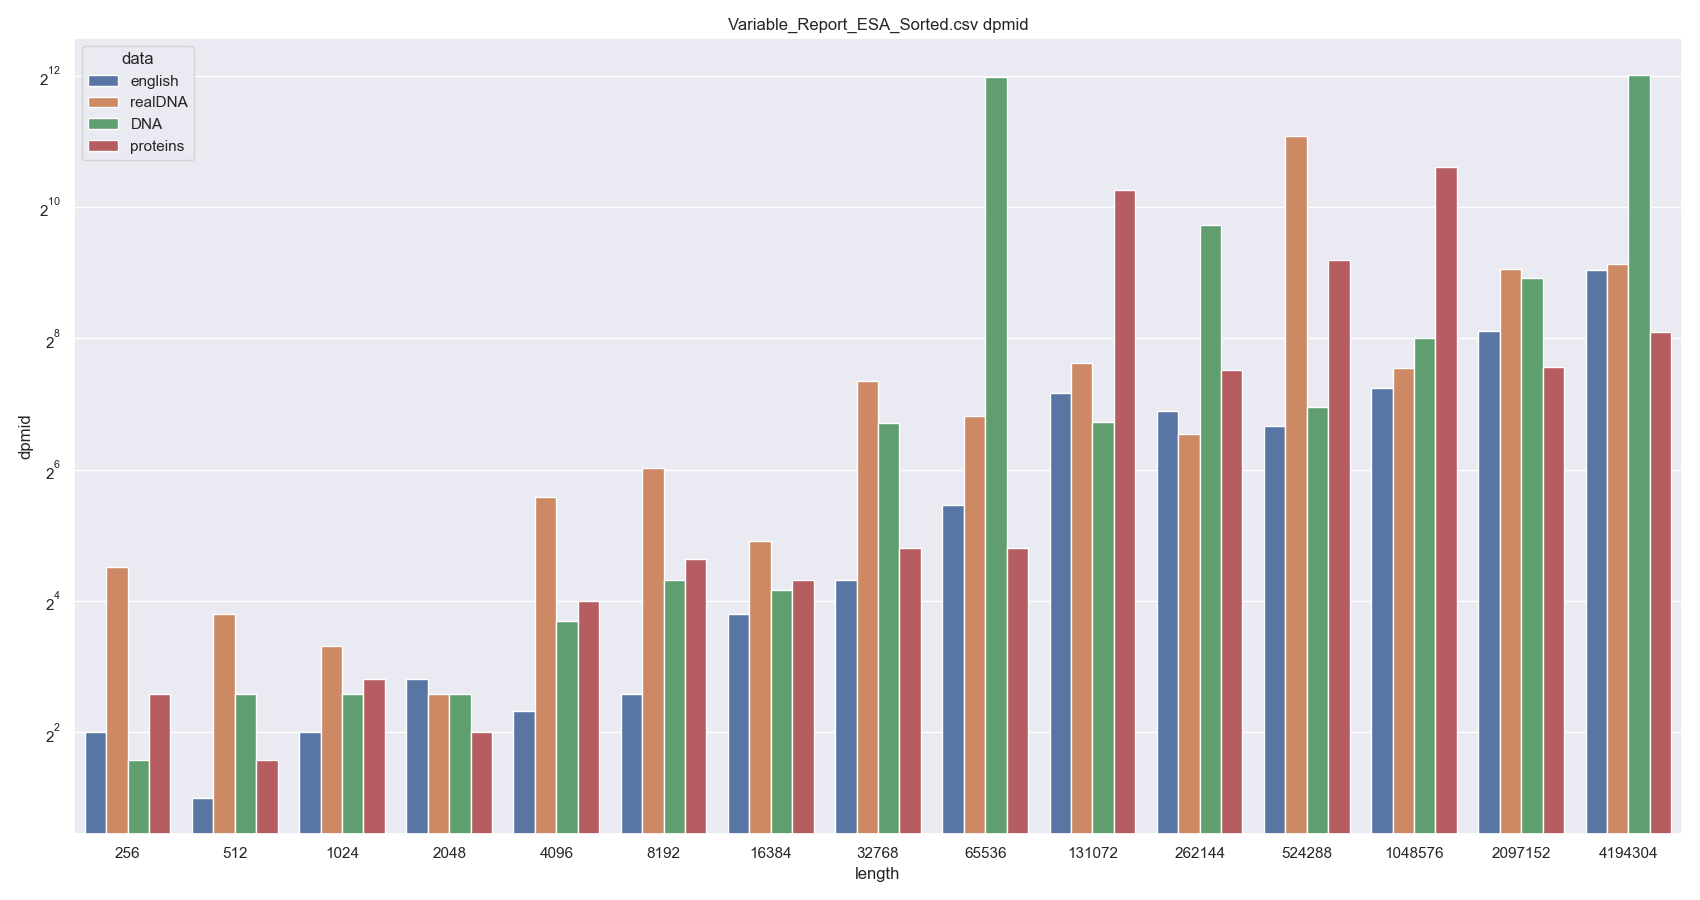 Variable_Report_ESA_Sorted.csv dpmid
data
english
realDNA
DNA
proteins
2^12
2^10
2^8
2^6
2^4
2^2
dpmid
256 512 1024 2048 4096 8192 16384 32768 65536 131072 262144 524288 1048576 2097152 4194304
length